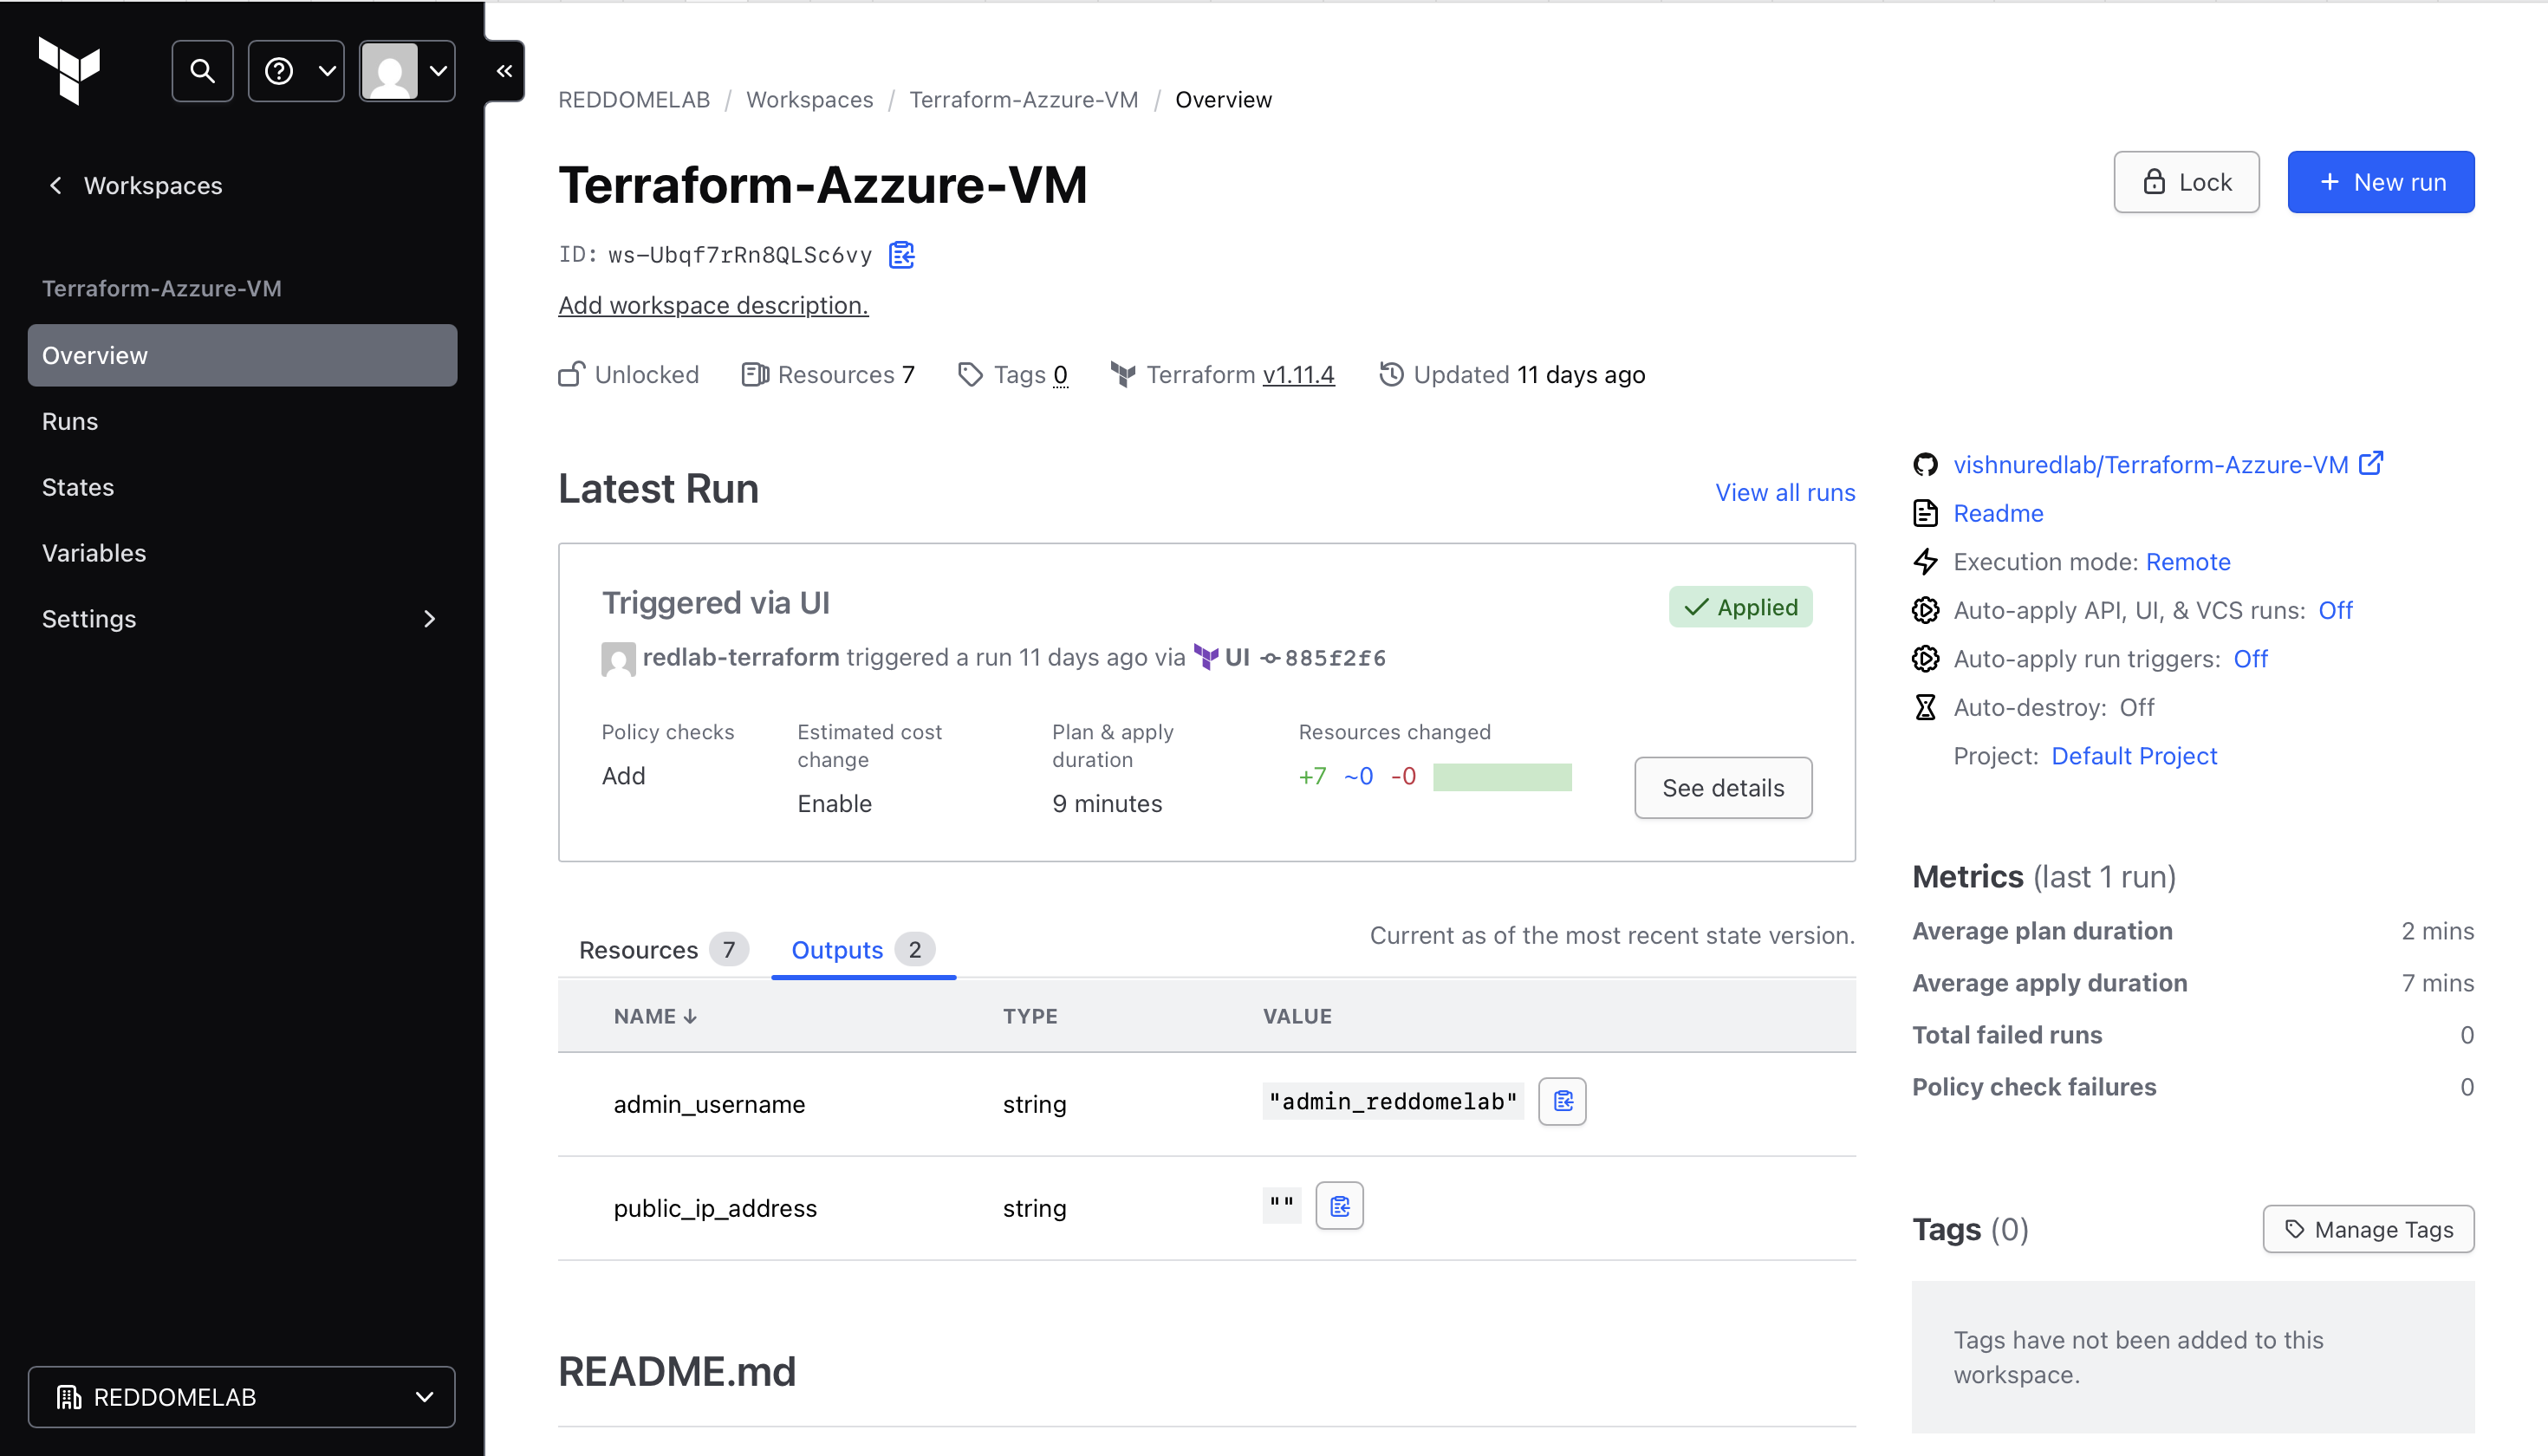 Workspaces
Terraform-Azzure-VM
Overview
Runs
States
Variables
Settings
REDDOMELAB
REDDOMELAB / Workspaces / Terraform-Azzure-VM / Overview
Terraform-Azzure-VM
Lock
+ New run
ID: ws-Ubqf7rRn8QLSc6vy
Add workspace description.
Unlocked Resources 7 Tags 0 Terraform v1.11.4 Updated 11 days ago
Latest Run
View all runs
Triggered via UI
Applied
redlab-terraform triggered a run 11 days ago via UI 885f2f6
Policy checks
Add
Estimated cost
change
Enable
Plan & apply
duration
9 minutes
Resources changed
+7 ~0 -0
See details
Resources 7 Outputs 2
Current as of the most recent state version.
NAME TYPE VALUE
admin_username string "admin_reddomelab"
public_ip_address string ""
README.md
vishnuredlab/Terraform-Azzure-VM
Readme
Execution mode: Remote
Auto-apply API, UI, & VCS runs: Off
Auto-apply run triggers: Off
Auto-destroy: Off
Project: Default Project
Metrics (last 1 run)
Average plan duration 2 mins
Average apply duration 7 mins
Total failed runs 0
Policy check failures 0
Tags (0)
Manage Tags
Tags have not been added to this
workspace.